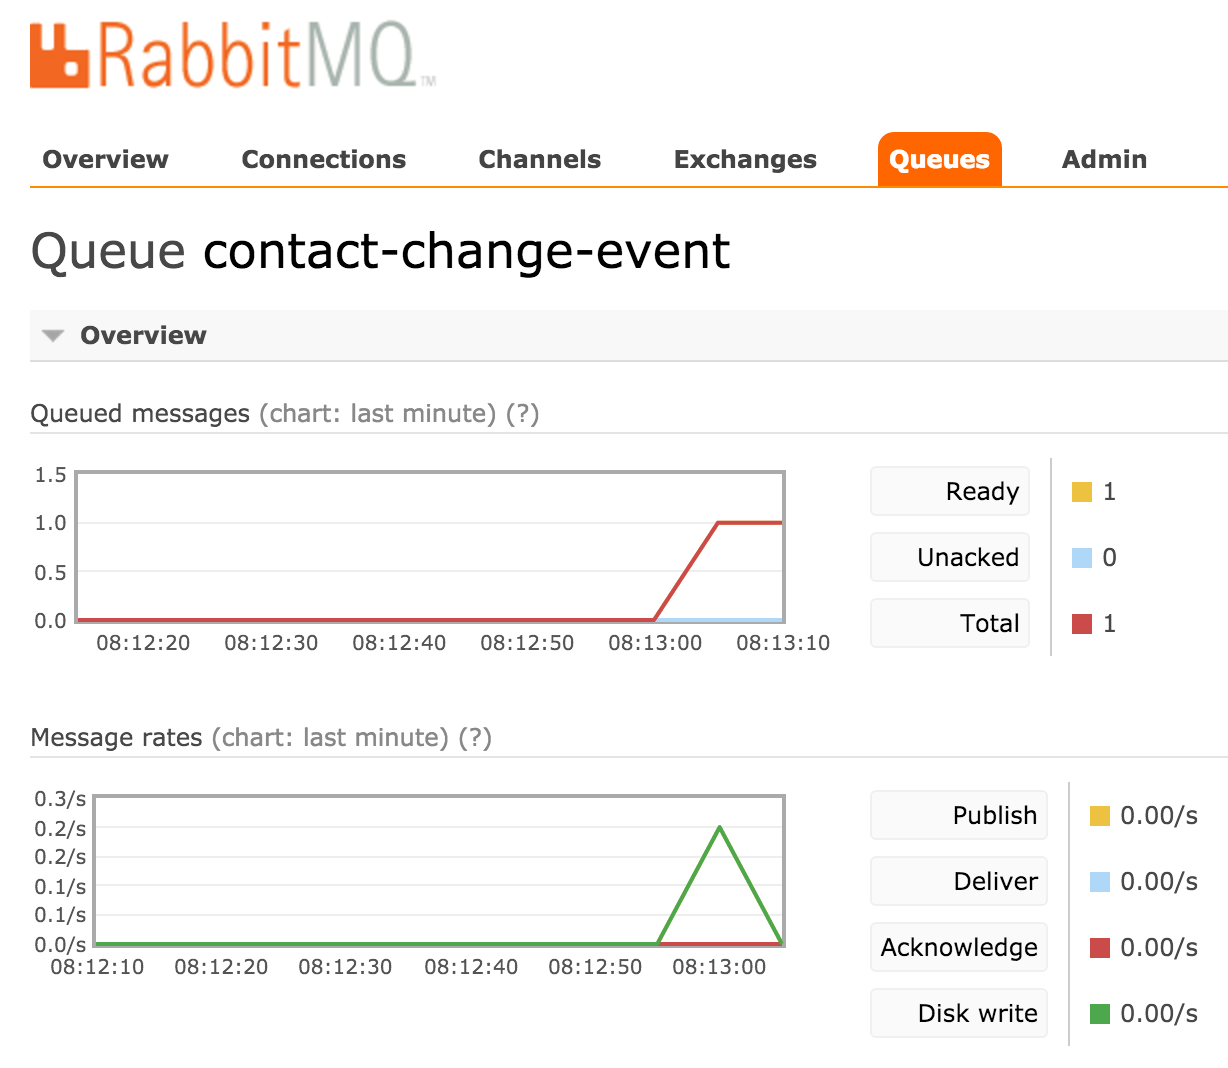 RabbitMQ™
Overview Connections Channels Exchanges Queues Admin
Queue contact-change-event
Overview
Queued messages (chart: last minute) (?)
1.5
1.0
0.5
0.0
08:12:20 08:12:30 08:12:40 08:12:50 08:13:00 08:13:10
Ready 1
Unacked 0
Total 1
Message rates (chart: last minute) (?)
0.3/s
0.2/s
0.2/s
0.1/s
0.1/s
0.0/s
08:12:10 08:12:20 08:12:30 08:12:40 08:12:50 08:13:00
Publish 0.00/s
Deliver 0.00/s
Acknowledge 0.00/s
Disk write 0.00/s